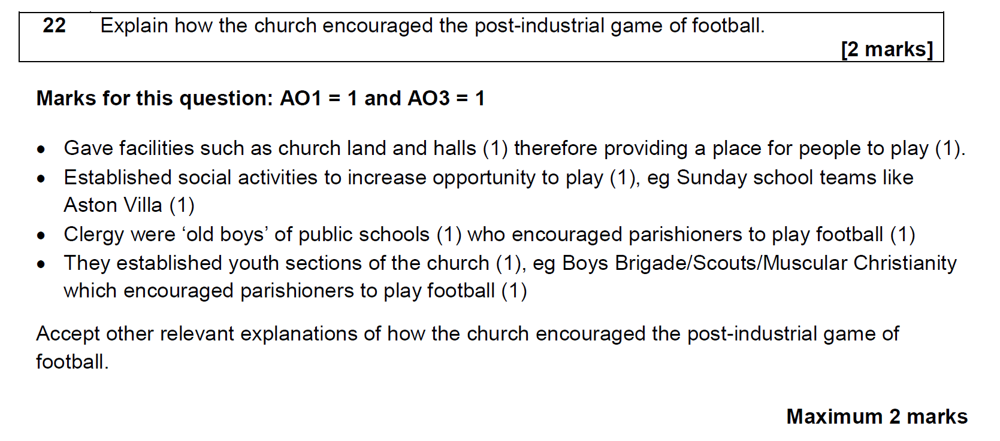 22 Explain how the church encouraged the post-industrial game of football.
[2 marks]
Marks for this question: AO1 = 1 and AO3 = 1
• Gave facilities such as church land and halls (1) therefore providing a place for people to play (1).
• Established social activities to increase opportunity to play (1), eg Sunday school teams like
Aston Villa (1)
• Clergy were ‘old boys’ of public schools (1) who encouraged parishioners to play football (1)
• They established youth sections of the church (1), eg Boys Brigade/Scouts/Muscular Christianity
which encouraged parishioners to play football (1)
Accept other relevant explanations of how the church encouraged the post-industrial game of
football.
Maximum 2 marks